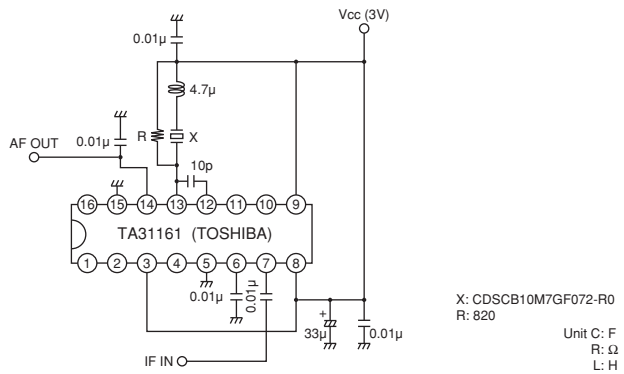 Vcc (3V)
0.01μ
4.7μ
0.01μ
R
X
AF OUT
10p
16 15 14 13 12 11 10 9
TA31161 (TOSHIBA)
1 2 3 4 5 6 7 8
0.01μ
0.01μ
+
33μ
0.01μ
IF IN
X: CDSCB10M7GF072-R0
R: 820
Unit C: F
R: Ω
L: H